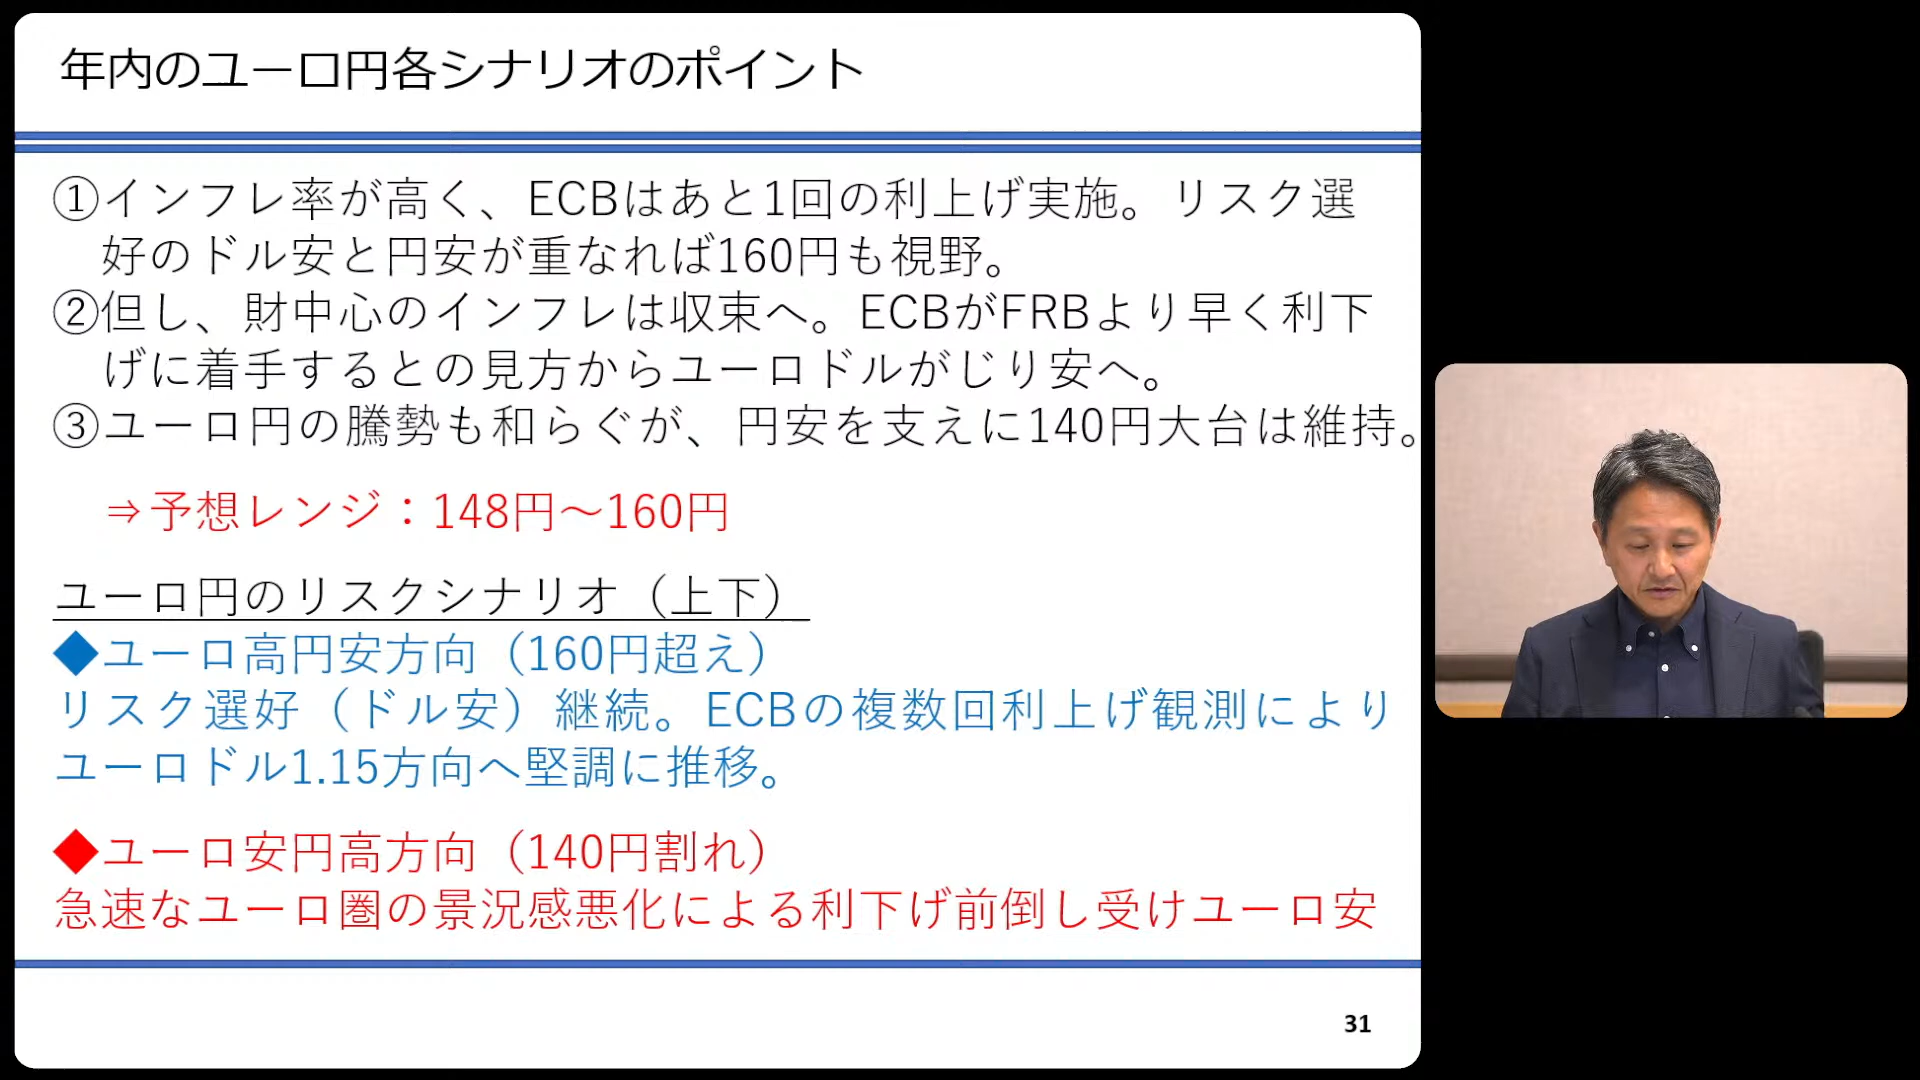 年内のユーロ円各シナリオのポイント
①インフレ率が高く、ECBはあと1回の利上げ実施。リスク選
好のドル安と円安が重なれば160円も視野。
②但し、財中心のインフレは収束へ。ECBがFRBより早く利下
げに着手するとの見方からユーロドルがじり安へ。
③ユーロ円の騰勢も和らぐが、円安を支えに140円大台は維持。
⇒予想レンジ：148円～160円
ユーロ円のリスクシナリオ（上下）
◆ユーロ高円安方向（160円超え）
リスク選好（ドル安）継続。ECBの複数回利上げ観測により
ユーロドル1.15方向へ堅調に推移。
◆ユーロ安円高方向（140円割れ）
急速なユーロ圏の景況感悪化による利下げ前倒し受けユーロ安
31